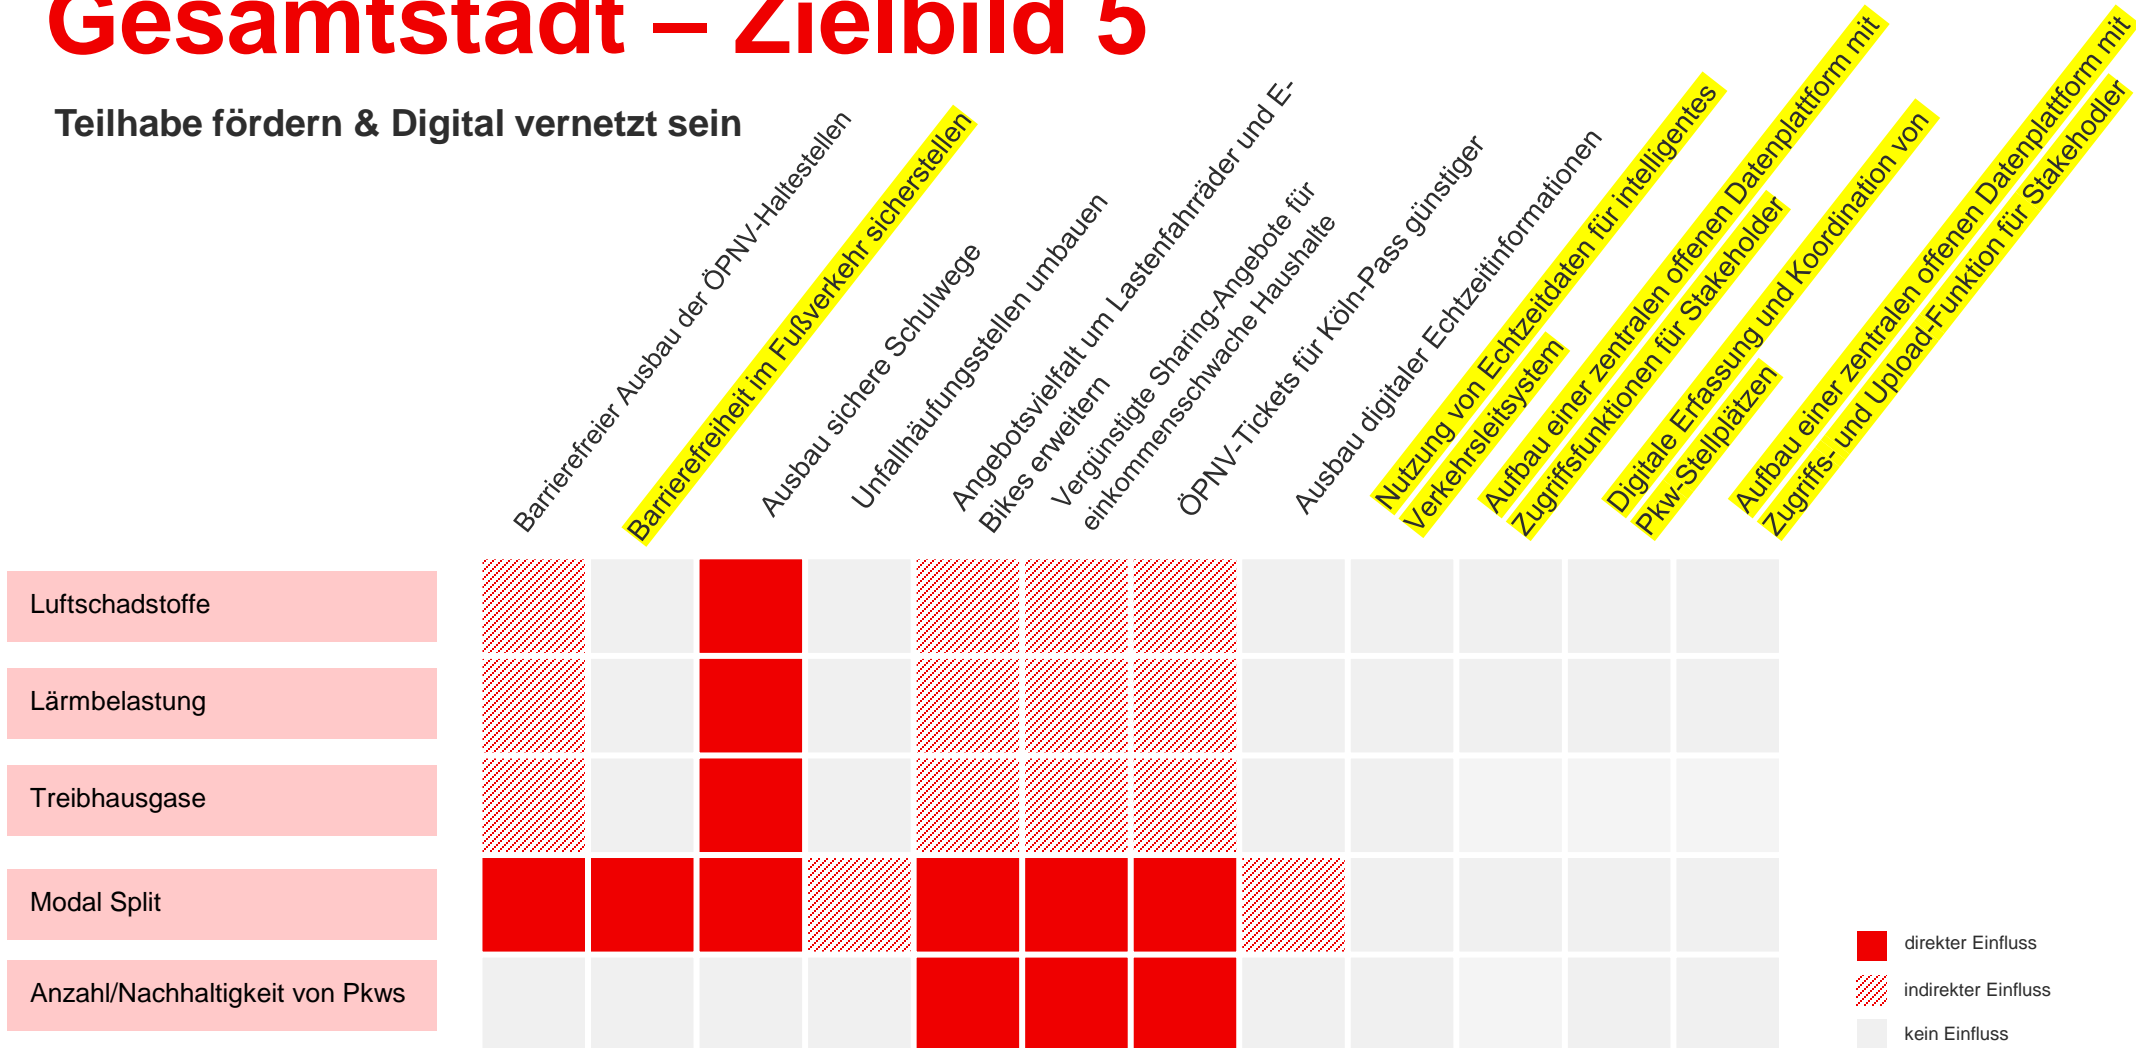 Gesamtstadt – Zielbild 5
Teilhabe fördern & Digital vernetzt sein
Barrierefreier Ausbau der ÖPNV-Haltestellen
Barrierefreiheit im Fußverkehr sicherstellen
Ausbau sichere Schulwege
Unfallhäufungsstellen umbauen
Angebotsvielfalt um Lastenfahrräder und E-
Bikes erweitern
Vergünstigte Sharing-Angebote für
einkommensschwache Haushalte
ÖPNV-Tickets für Köln-Pass günstiger
Ausbau digitaler Echtzeitinformationen
Nutzung von Echtzeitdaten für intelligentes
Verkehrsleitsystem
Aufbau einer zentralen offenen Datenplattform mit
Zugriffsfunktionen für Stakeholder
Digitale Erfassung und Koordination von
Pkw-Stellplätzen
Aufbau einer zentralen offenen Datenplattform mit
Zugriffs- und Upload-Funktion für Stakehodler
Luftschadstoffe
Lärmbelastung
Treibhausgase
Modal Split
Anzahl/Nachhaltigkeit von Pkws
direkter Einfluss
indirekter Einfluss
kein Einfluss